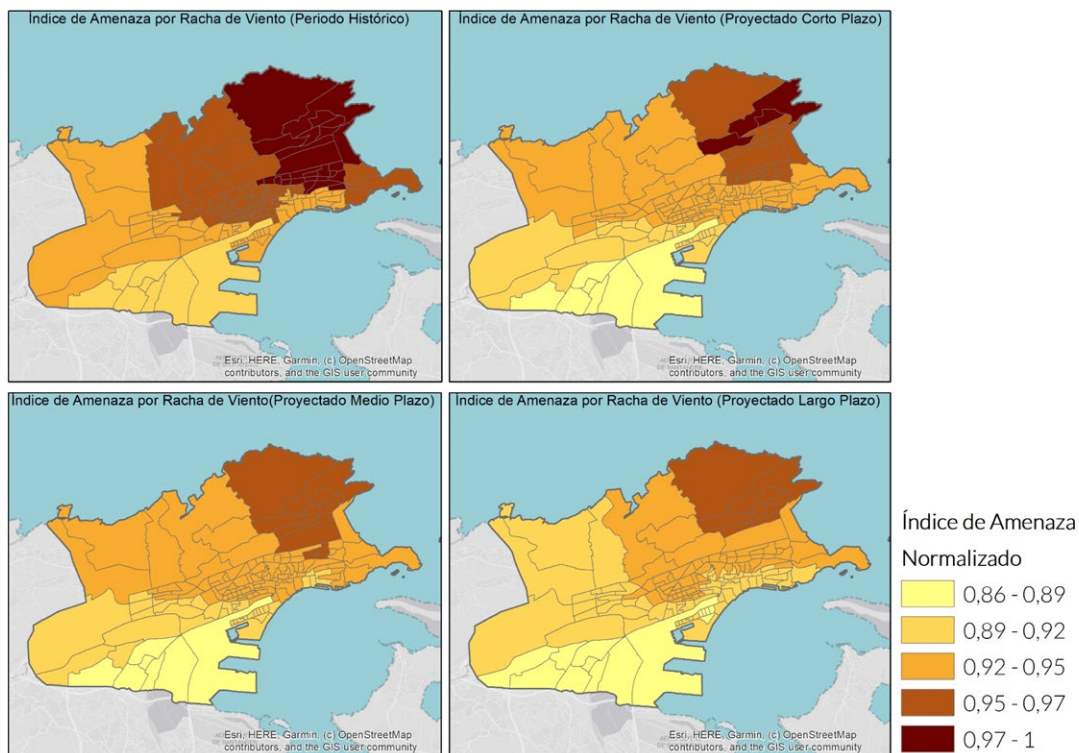 Índice de Amenaza por Racha de Viento (Periodo Histórico)
Esri, HERE, Garmin, (c) OpenStreetMap
contributors, and the GIS user community
Índice de Amenaza por Racha de Viento (Proyectado Corto Plazo)
Esri, HERE, Garmin, (c) OpenStreetMap
contributors, and the GIS user community
Índice de Amenaza por Racha de Viento(Proyectado Medio Plazo)
Esri, HERE, Garmin, (c) OpenStreetMap
contributors, and the GIS user community
Índice de Amenaza por Racha de Viento (Proyectado Largo Plazo)
Esri, HERE, Garmin, (c) OpenStreetMap
contributors, and the GIS user community
Índice de Amenaza
Normalizado
0,86 - 0,89
0,89 - 0,92
0,92 - 0,95
0,95 - 0,97
0,97 - 1